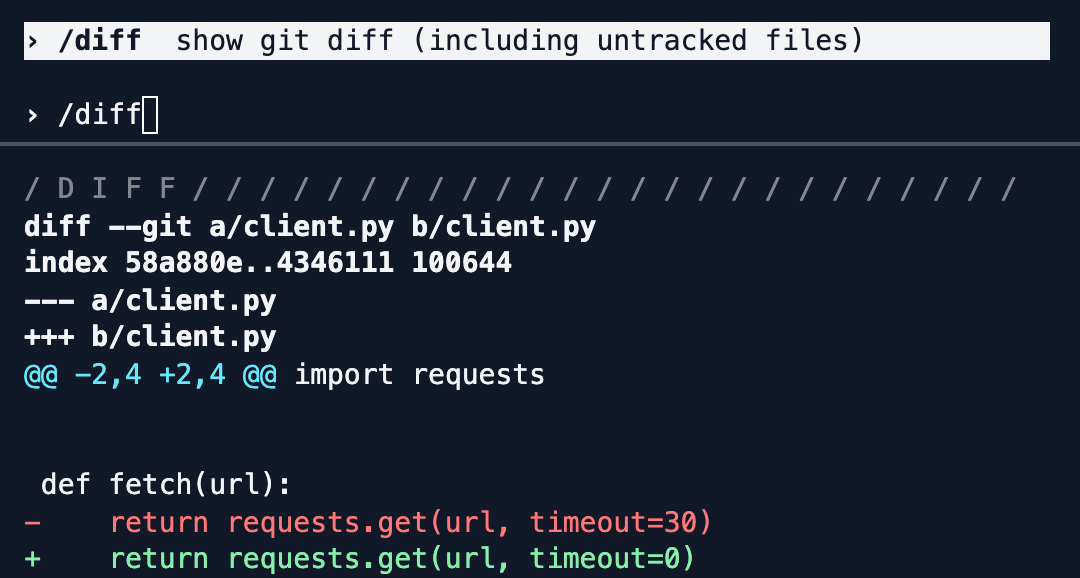 › /diff  show git diff (including untracked files)
› /diff
/ D I F F / / / / / / / / / / / / / / / / / / / / / / / / /
diff --git a/client.py b/client.py
index 58a880e..4346111 100644
--- a/client.py
+++ b/client.py
@@ -2,4 +2,4 @@ import requests
 def fetch(url):
-    return requests.get(url, timeout=30)
+    return requests.get(url, timeout=0)